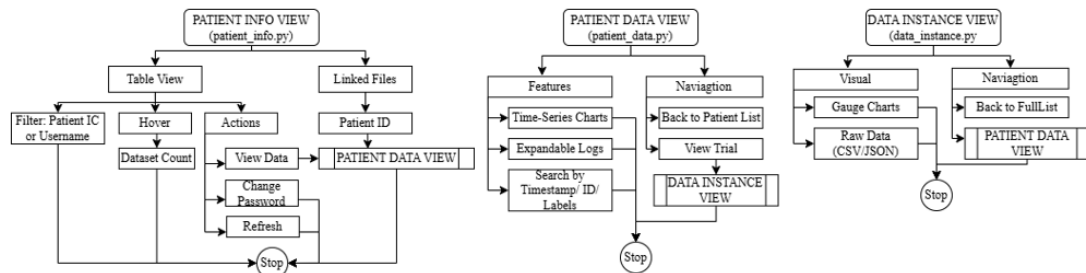 PATIENT INFO VIEW
(patient_info.py)
Table View
Linked Files
Filter: Patient IC
or Username
Hover
Actions
Patient ID
Dataset Count
View Data
PATIENT DATA VIEW
Change
Password
Refresh
Stop
PATIENT DATA VIEW
(patient_data.py)
Features
Naviagtion
Time-Series Charts
Back to Patient List
Expandable Logs
View Trial
Search by
Timestamp/ ID/
Labels
DATA INSTANCE
VIEW
Stop
DATA INSTANCE VIEW
(data_instance.py
Visual
Naviagtion
Gauge Charts
Back to FullList
Raw Data
(CSV/JSON)
PATIENT DATA
VIEW
Stop